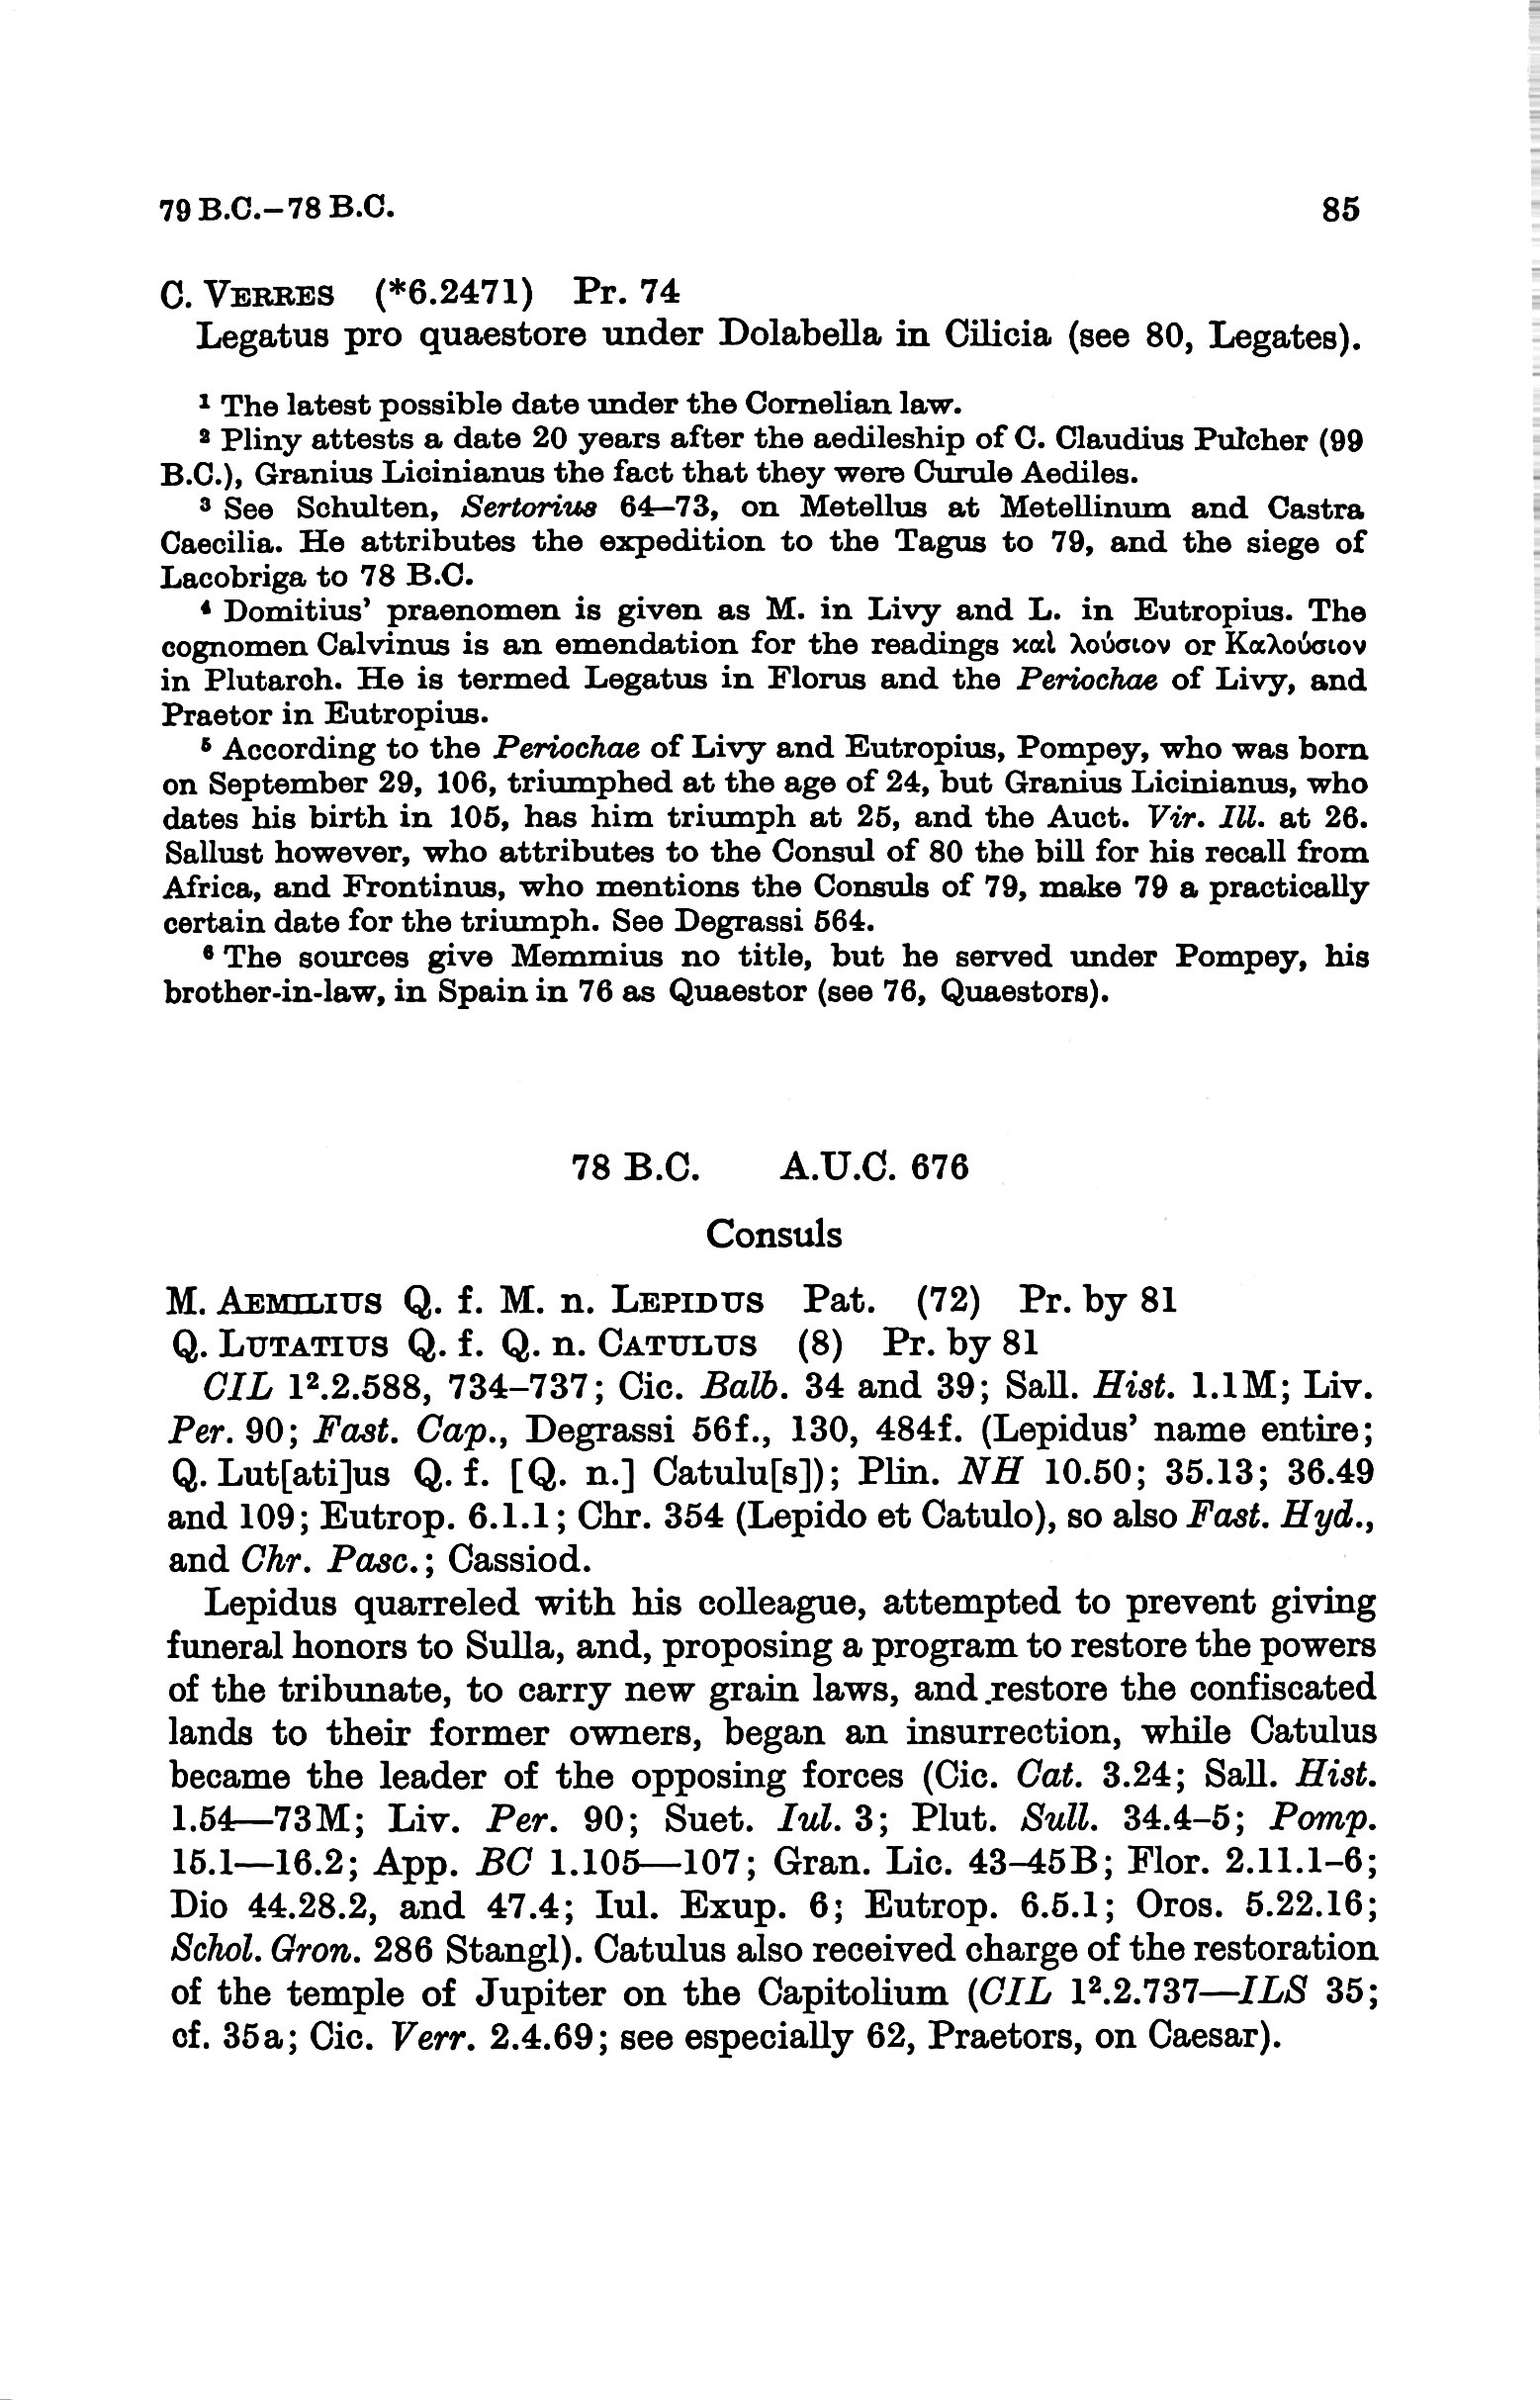 79 B.C.–78 B.C. 85
C. VERRES (*6.2471) Pr. 74
Legatus pro quaestore under Dolabella in Cilicia (see 80, Legates).
¹ The latest possible date under the Cornelian law.
² Pliny attests a date 20 years after the aedileship of C. Claudius Pulcher (99
B.C.), Granius Licinianus the fact that they were Curule Aediles.
³ See Schulten, Sertorius 64—73, on Metellus at Metellinum and Castra
Caecilia. He attributes the expedition to the Tagus to 79, and the siege of
Lacobriga to 78 B.C.
⁴ Domitius’ praenomen is given as M. in Livy and L. in Eutropius. The
cognomen Calvinus is an emendation for the readings καὶ λούσιον or Καλούσιον
in Plutarch. He is termed Legatus in Florus and the Periochae of Livy, and
Praetor in Eutropius.
⁵ According to the Periochae of Livy and Eutropius, Pompey, who was born
on September 29, 106, triumphed at the age of 24, but Granius Licinianus, who
dates his birth in 105, has him triumph at 25, and the Auct. Vir. Ill. at 26.
Sallust however, who attributes to the Consul of 80 the bill for his recall from
Africa, and Frontinus, who mentions the Consuls of 79, make 79 a practically
certain date for the triumph. See Degrassi 564.
⁶ The sources give Memmius no title, but he served under Pompey, his
brother-in-law, in Spain in 76 as Quaestor (see 76, Quaestors).
78 B.C. A.U.C. 676
Consuls
M. AEMILIUS Q. f. M. n. LEPIDUS Pat. (72) Pr. by 81
Q. LUTATIUS Q. f. Q. n. CATULUS (8) Pr. by 81
CIL 1².2.588, 734–737; Cic. Balb. 34 and 39; Sall. Hist. 1.1M; Liv.
Per. 90; Fast. Cap., Degrassi 56f., 130, 484f. (Lepidus’ name entire;
Q. Lut[ati]us Q. f. [Q. n.] Catulu[s]); Plin. NH 10.50; 35.13; 36.49
and 109; Eutrop. 6.1.1; Chr. 354 (Lepido et Catulo), so also Fast. Hyd.,
and Chr. Pasc.; Cassiod.
Lepidus quarreled with his colleague, attempted to prevent giving
funeral honors to Sulla, and, proposing a program to restore the powers
of the tribunate, to carry new grain laws, and restore the confiscated
lands to their former owners, began an insurrection, while Catulus
became the leader of the opposing forces (Cic. Cat. 3.24; Sall. Hist.
1.54—73M; Liv. Per. 90; Suet. Iul. 3; Plut. Sull. 34.4–5; Pomp.
15.1—16.2; App. BC 1.105—107; Gran. Lic. 43–45B; Flor. 2.11.1–6;
Dio 44.28.2, and 47.4; Iul. Exup. 6; Eutrop. 6.5.1; Oros. 5.22.16;
Schol. Gron. 286 Stangl). Catulus also received charge of the restoration
of the temple of Jupiter on the Capitolium (CIL 1².2.737—ILS 35;
cf. 35a; Cic. Verr. 2.4.69; see especially 62, Praetors, on Caesar).